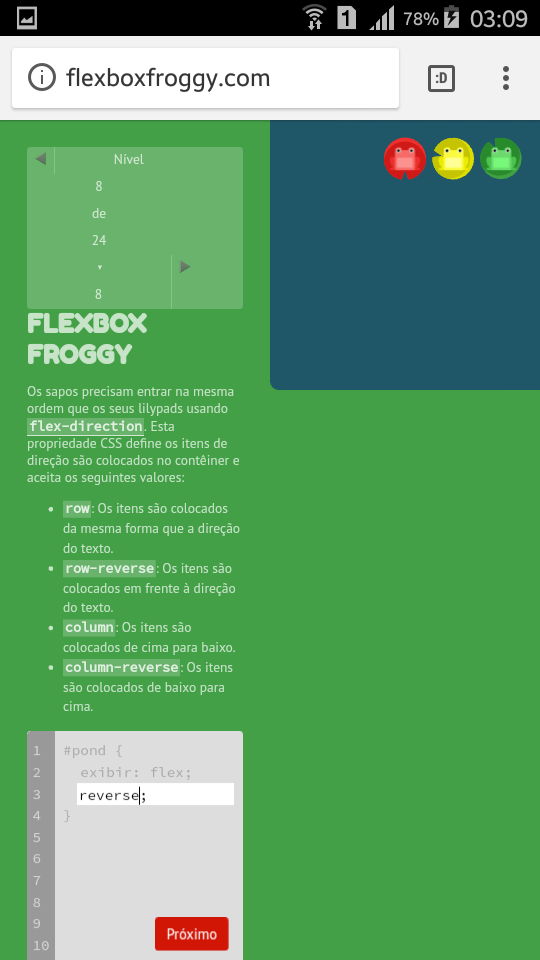 1
78%
03:09
flexboxfroggy.com
:D
Nível
8
de
24
▾
8
FLEXBOX
FROGGY
Os sapos precisam entrar na mesma
ordem que os seus lilypads usando
flex-direction. Esta
propriedade CSS define os itens de
direção são colocados no contêiner e
aceita os seguintes valores:
• row: Os itens são colocados
da mesma forma que a direção
do texto.
• row-reverse: Os itens são
colocados em frente à direção
do texto.
• column: Os itens são
colocados de cima para baixo.
• column-reverse: Os itens
são colocados de baixo para
cima.
1 #pond {
2 exibir: flex;
3 reverse;
4 }
5
6
7
8
9
Próximo
10